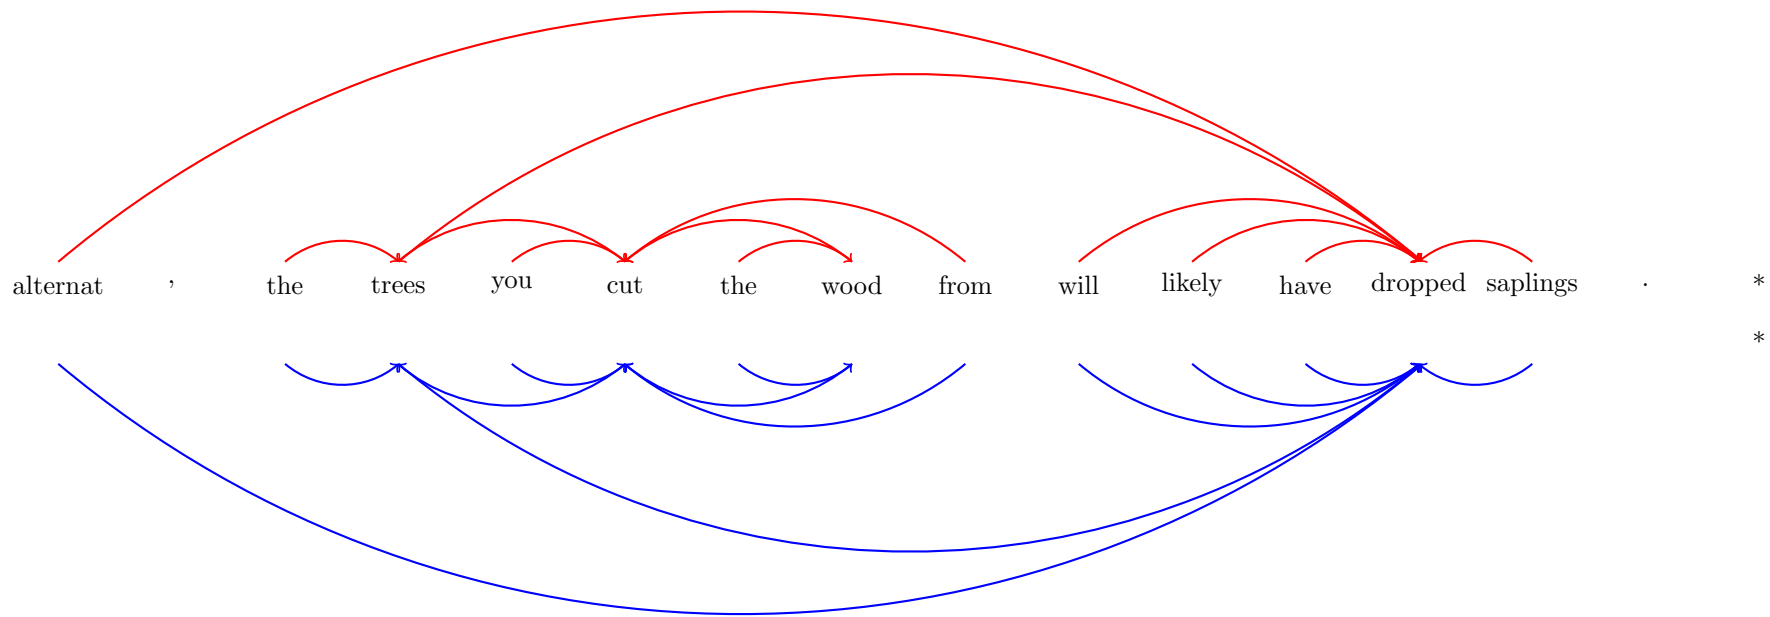 alternat , the trees you cut the wood from will likely have dropped saplings . *
*